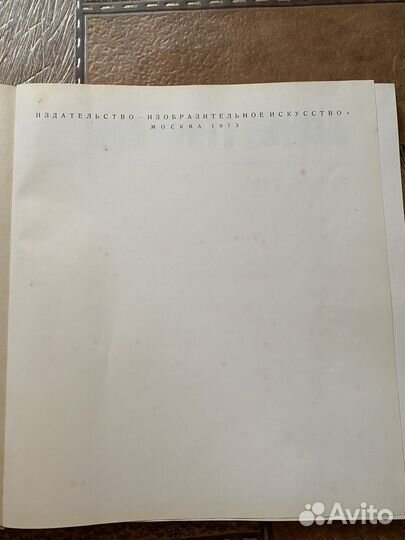 ИЗДАТЕЛЬСТВО • ИЗОБРАЗИТЕЛЬНОЕ ИСКУССТВО •
МОСКВА 1973
Avito